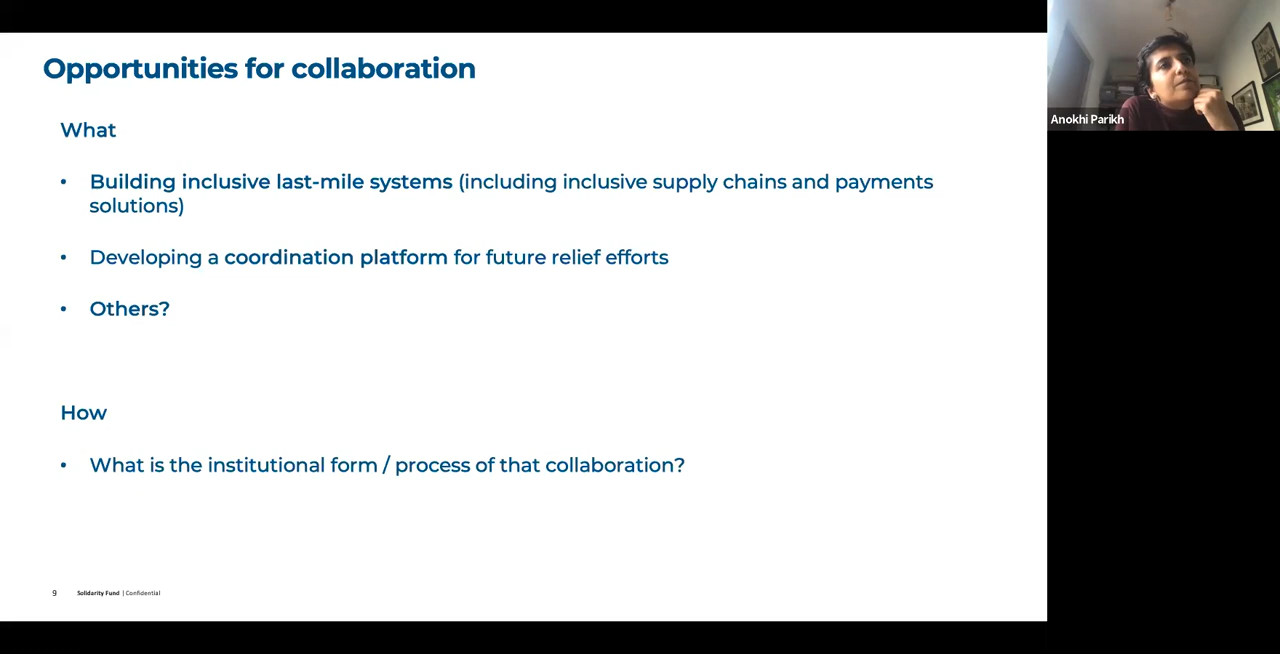 Opportunities for collaboration
What
• Building inclusive last-mile systems (including inclusive supply chains and payments
solutions)
• Developing a coordination platform for future relief efforts
• Others?
How
• What is the institutional form / process of that collaboration?
9 Solidarity Fund | Confidential
Anokhi Parikh